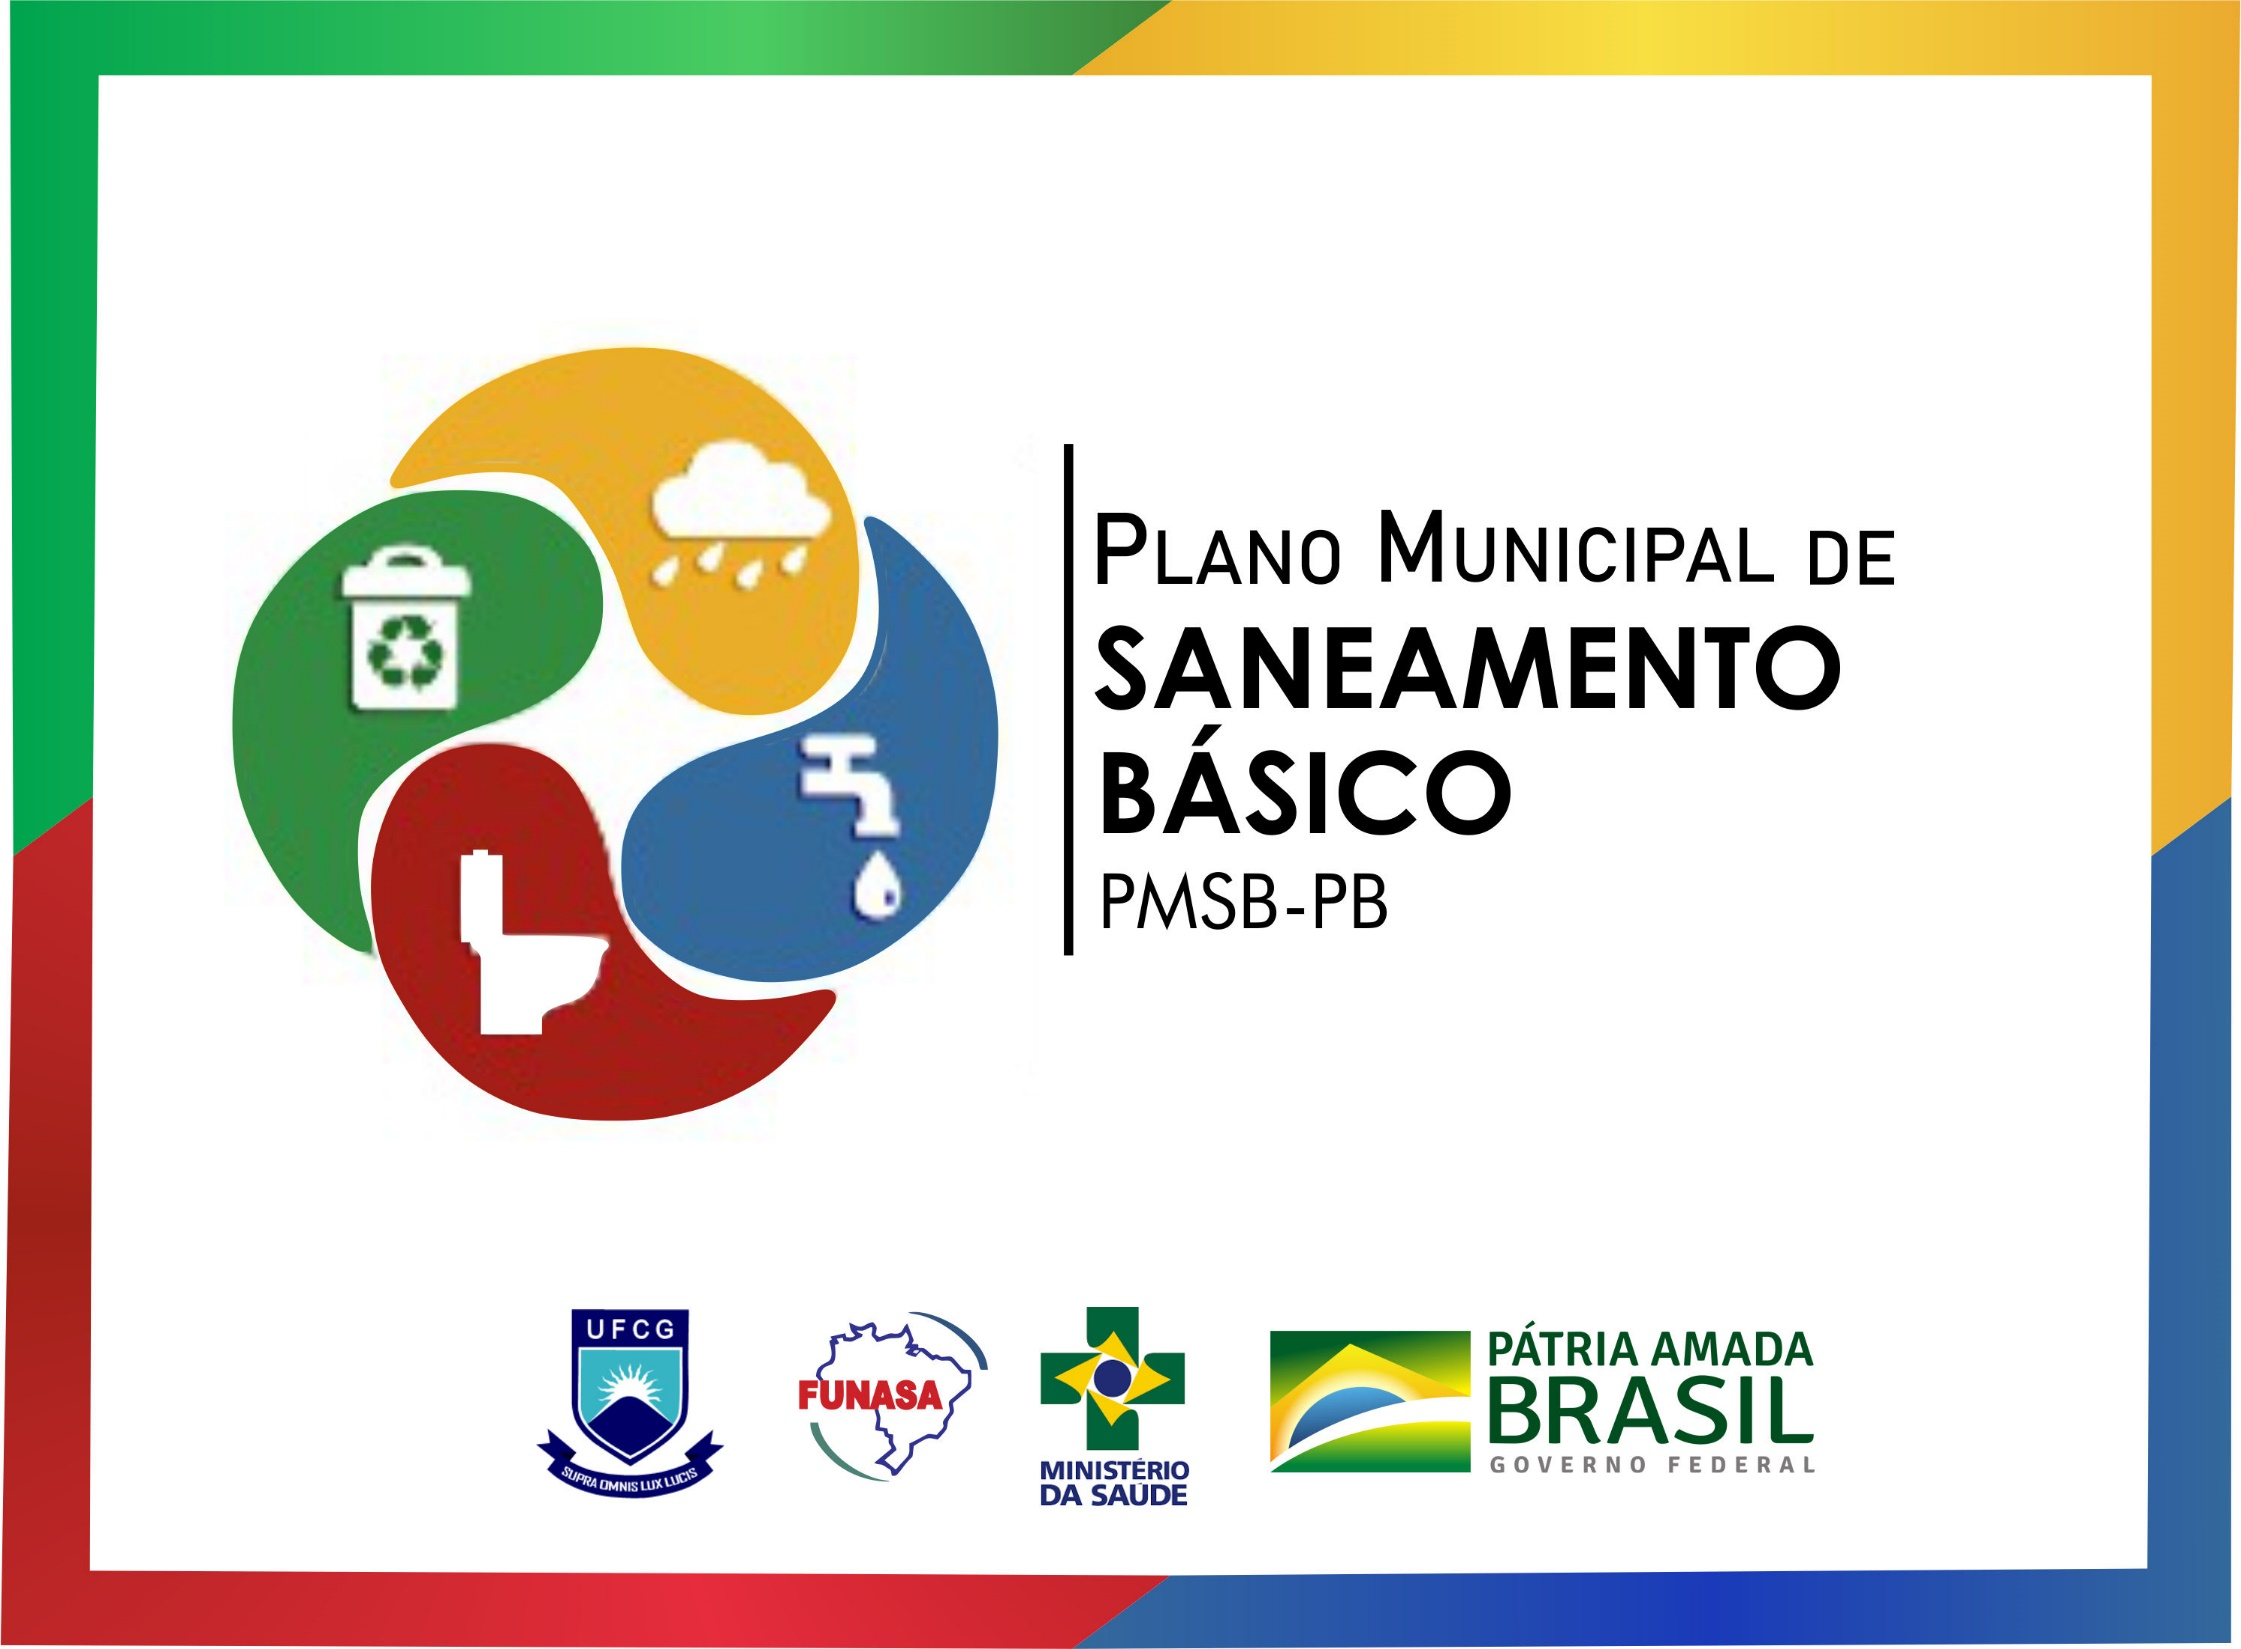 PLANO MUNICIPAL DE
SANEAMENTO
BÁSICO
PMSB-PB
UFCG
SUPRA OMNIS LUX LUCIS
FUNASA
MINISTÉRIO
DA SAÚDE
PÁTRIA AMADA
BRASIL
GOVERNO FEDERAL